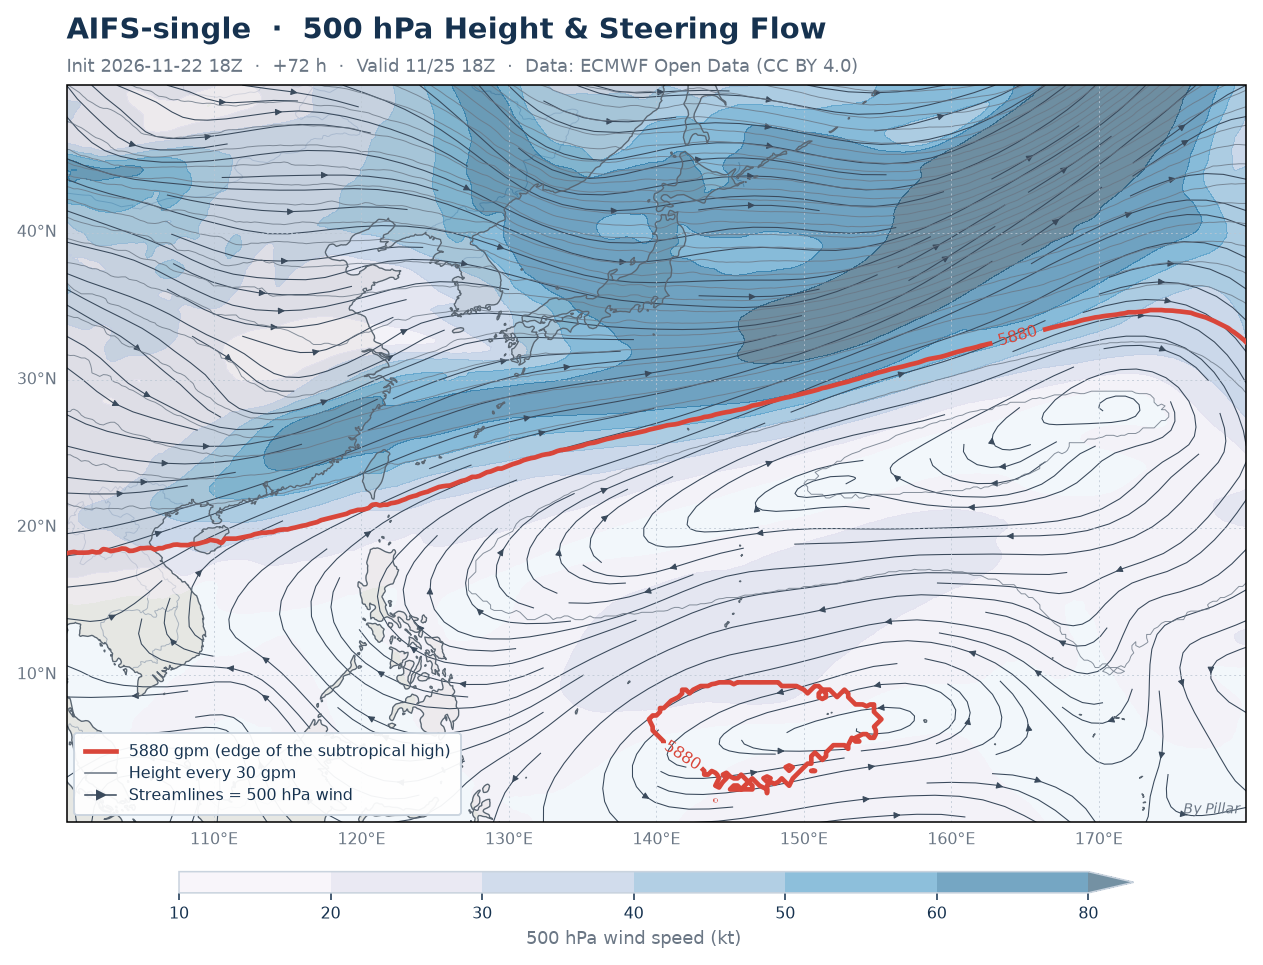 AIFS-single · 500 hPa Height & Steering Flow
Init 2026-11-22 18Z · +72 h · Valid 11/25 18Z · Data: ECMWF Open Data (CC BY 4.0)
40°N
30°N
20°N
10°N
5880
5880
5880 gpm (edge of the subtropical high)
Height every 30 gpm
Streamlines = 500 hPa wind
By Pillar
110°E 120°E 130°E 140°E 150°E 160°E 170°E
10 20 30 40 50 60 80
500 hPa wind speed (kt)